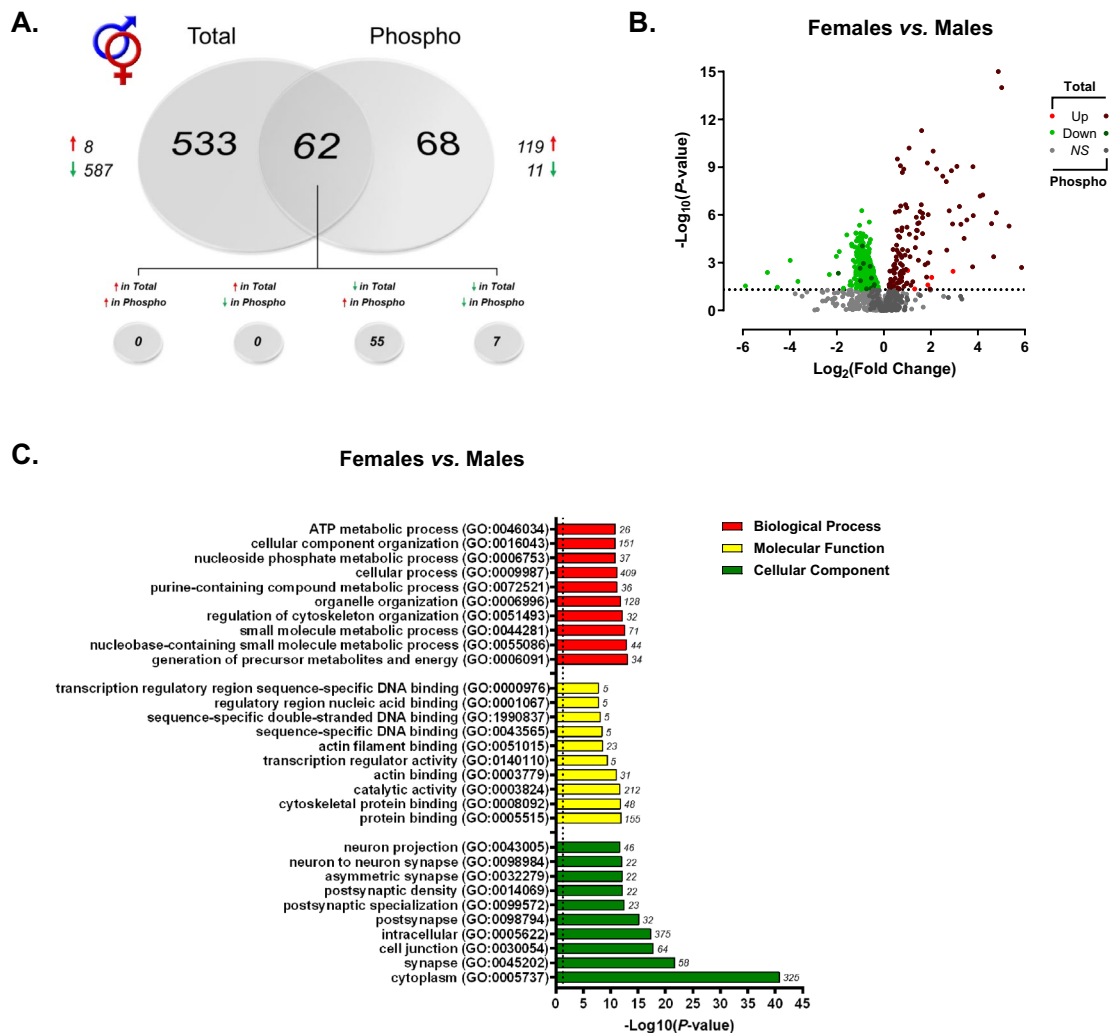 A.
Total
Phospho
533
62
68
↑ 8
↓ 587
119 ↑
11 ↓
↑ in Total
↑ in Phospho
↑ in Total
↓ in Phospho
↓ in Total
↑ in Phospho
↓ in Total
↓ in Phospho
0
0
55
7
B.
Females vs. Males
15
12
9
6
3
0
-Log10(P-value)
-6
-4
-2
0
2
4
6
Log2(Fold Change)
Total
Up
Down
NS
Phospho
C.
Females vs. Males
ATP metabolic process (GO:0046034) 26
cellular component organization (GO:0016043) 151
nucleoside phosphate metabolic process (GO:0006753) 37
cellular process (GO:0009987) 409
purine-containing compound metabolic process (GO:0072521) 36
organelle organization (GO:0006996) 128
regulation of cytoskeleton organization (GO:0051493) 32
small molecule metabolic process (GO:0044281) 71
nucleobase-containing small molecule metabolic process (GO:0055086) 44
generation of precursor metabolites and energy (GO:0006091) 34
transcription regulatory region sequence-specific DNA binding (GO:0000976) 5
regulatory region nucleic acid binding (GO:0001067) 5
sequence-specific double-stranded DNA binding (GO:1990837) 5
sequence-specific DNA binding (GO:0043565) 5
actin filament binding (GO:0051015) 23
transcription regulator activity (GO:0140110) 5
actin binding (GO:0003779) 31
catalytic activity (GO:0003824) 212
cytoskeletal protein binding (GO:0008092) 48
protein binding (GO:0005515) 155
neuron projection (GO:0043005) 46
neuron to neuron synapse (GO:0098984) 22
asymmetric synapse (GO:0032279) 22
postsynaptic density (GO:0014069) 22
postsynaptic specialization (GO:0099572) 23
postsynapse (GO:0098794) 32
intracellular (GO:0005622) 375
cell junction (GO:0030054) 64
synapse (GO:0045202) 58
cytoplasm (GO:0005737) 325
0
5
10
15
20
25
30
35
40
45
-Log10(P-value)
Biological Process
Molecular Function
Cellular Component